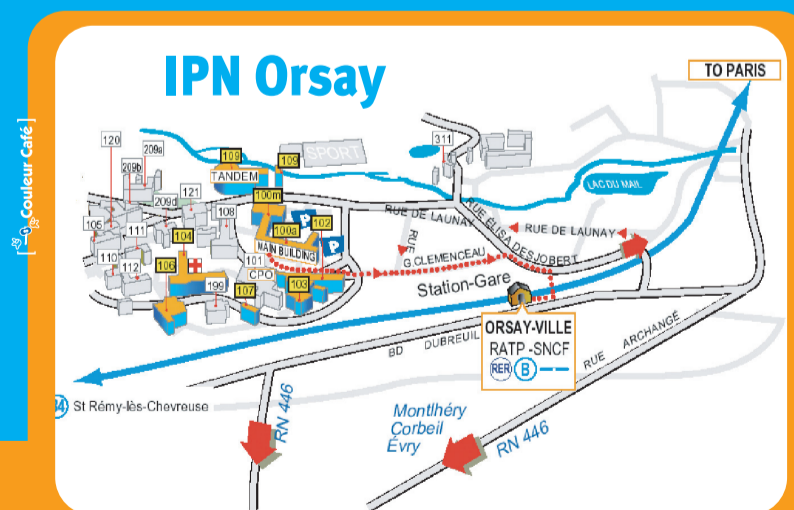 IPN Orsay
TO PARIS
Couleur Café
120
209a
209b
109
109
SPORT
311
TANDEM
LAC DU MAIL
100m
121
209d
105
111
104
108
100a
102
P
P
RUE DE LAUNAY
RUE ÉLISA DESJOBERT
RUE DE LAUNAY
MAIN BUILDING
RUE
G.CLEMENCEAU
110
112
106
101
CPO
199
107
103
Station-Gare
ORSAY-VILLE
RATP -SNCF
RER B
BD DUBREUIL
RUE ARCHANGÉ
St Rémy-lès-Chevreuse
RN 446
Montlhéry
Corbeil
Évry
RN 446